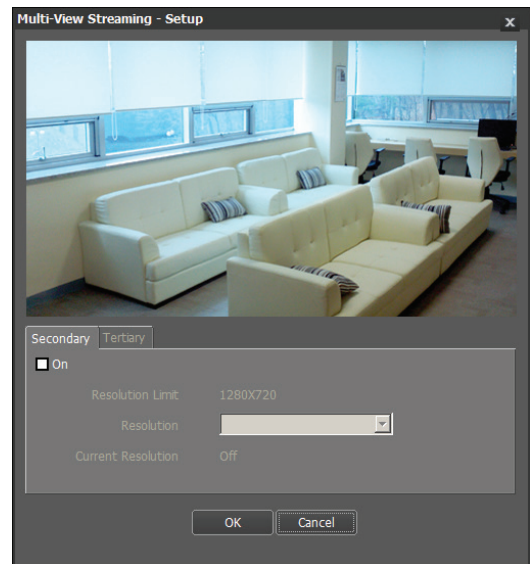 Multi-View Streaming - Setup x
Secondary Tertiary
On
Resolution Limit 1280X720
Resolution
Current Resolution Off
OK Cancel